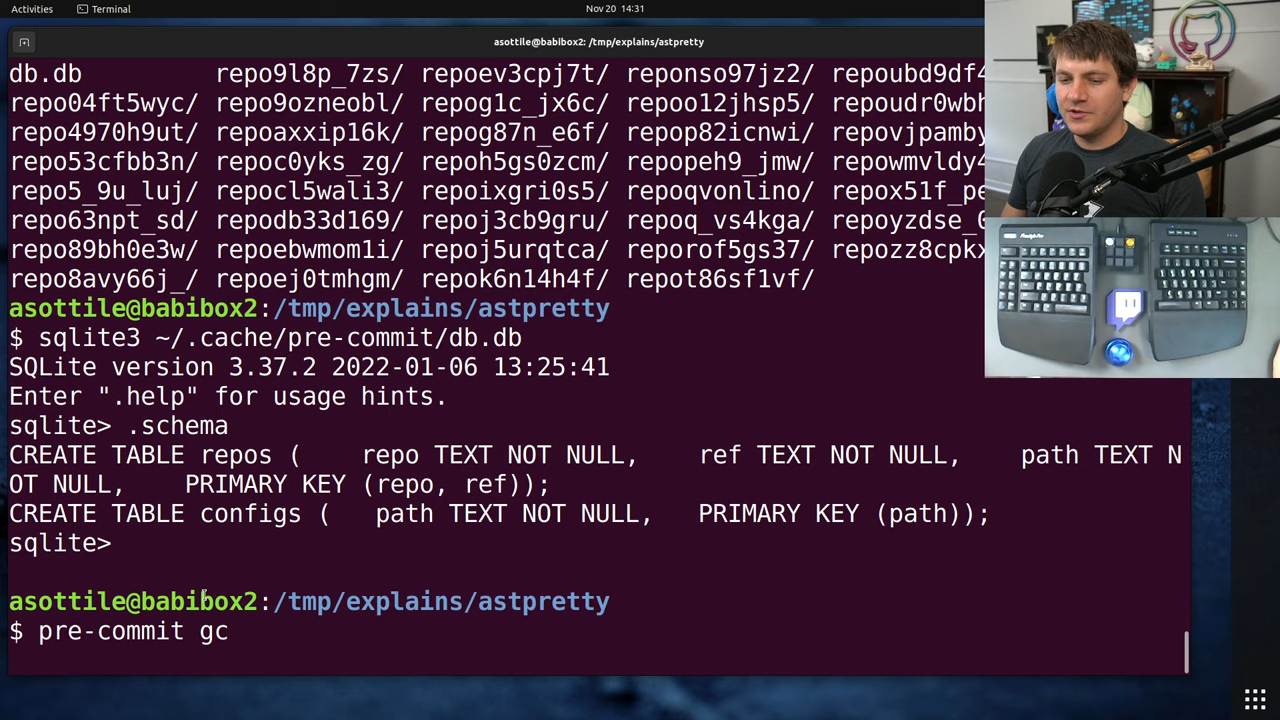 Activities Terminal Nov 20 14:31
asottile@babibox2: /tmp/explains/astpretty
db.db repo9l8p_7zs/ repoev3cpj7t/ reponso97jz2/ repoubd9df4
repo04ft5wyc/ repo9ozneobl/ repog1c_jx6c/ repoo12jhsp5/ repoudr0wbh
repo4970h9ut/ repoaxxip16k/ repog87n_e6f/ repop82icnwi/ repovjpamby
repo53cfbb3n/ repoc0yks_zg/ repoh5gs0zcm/ repopeh9_jmw/ repowmvldy4
repo5_9u_luj/ repocl5wali3/ repoixgri0s5/ repoqvonlino/ repox51f_pe
repo63npt_sd/ repodb33d169/ repoj3cb9gru/ repoq_vs4kga/ repoyzdse_0
repo89bh0e3w/ repoebwmom1i/ repoj5urqtca/ reporof5gs37/ repozz8cpkx
repo8avy66j_/ repoej0tmhgm/ repok6n14h4f/ repot86sf1vf/
asottile@babibox2:/tmp/explains/astpretty
$ sqlite3 ~/.cache/pre-commit/db.db
SQLite version 3.37.2 2022-01-06 13:25:41
Enter ".help" for usage hints.
sqlite> .schema
CREATE TABLE repos ( repo TEXT NOT NULL, ref TEXT NOT NULL, path TEXT N
OT NULL, PRIMARY KEY (repo, ref));
CREATE TABLE configs ( path TEXT NOT NULL, PRIMARY KEY (path));
sqlite>
asottile@babibox2:/tmp/explains/astpretty
$ pre-commit gc